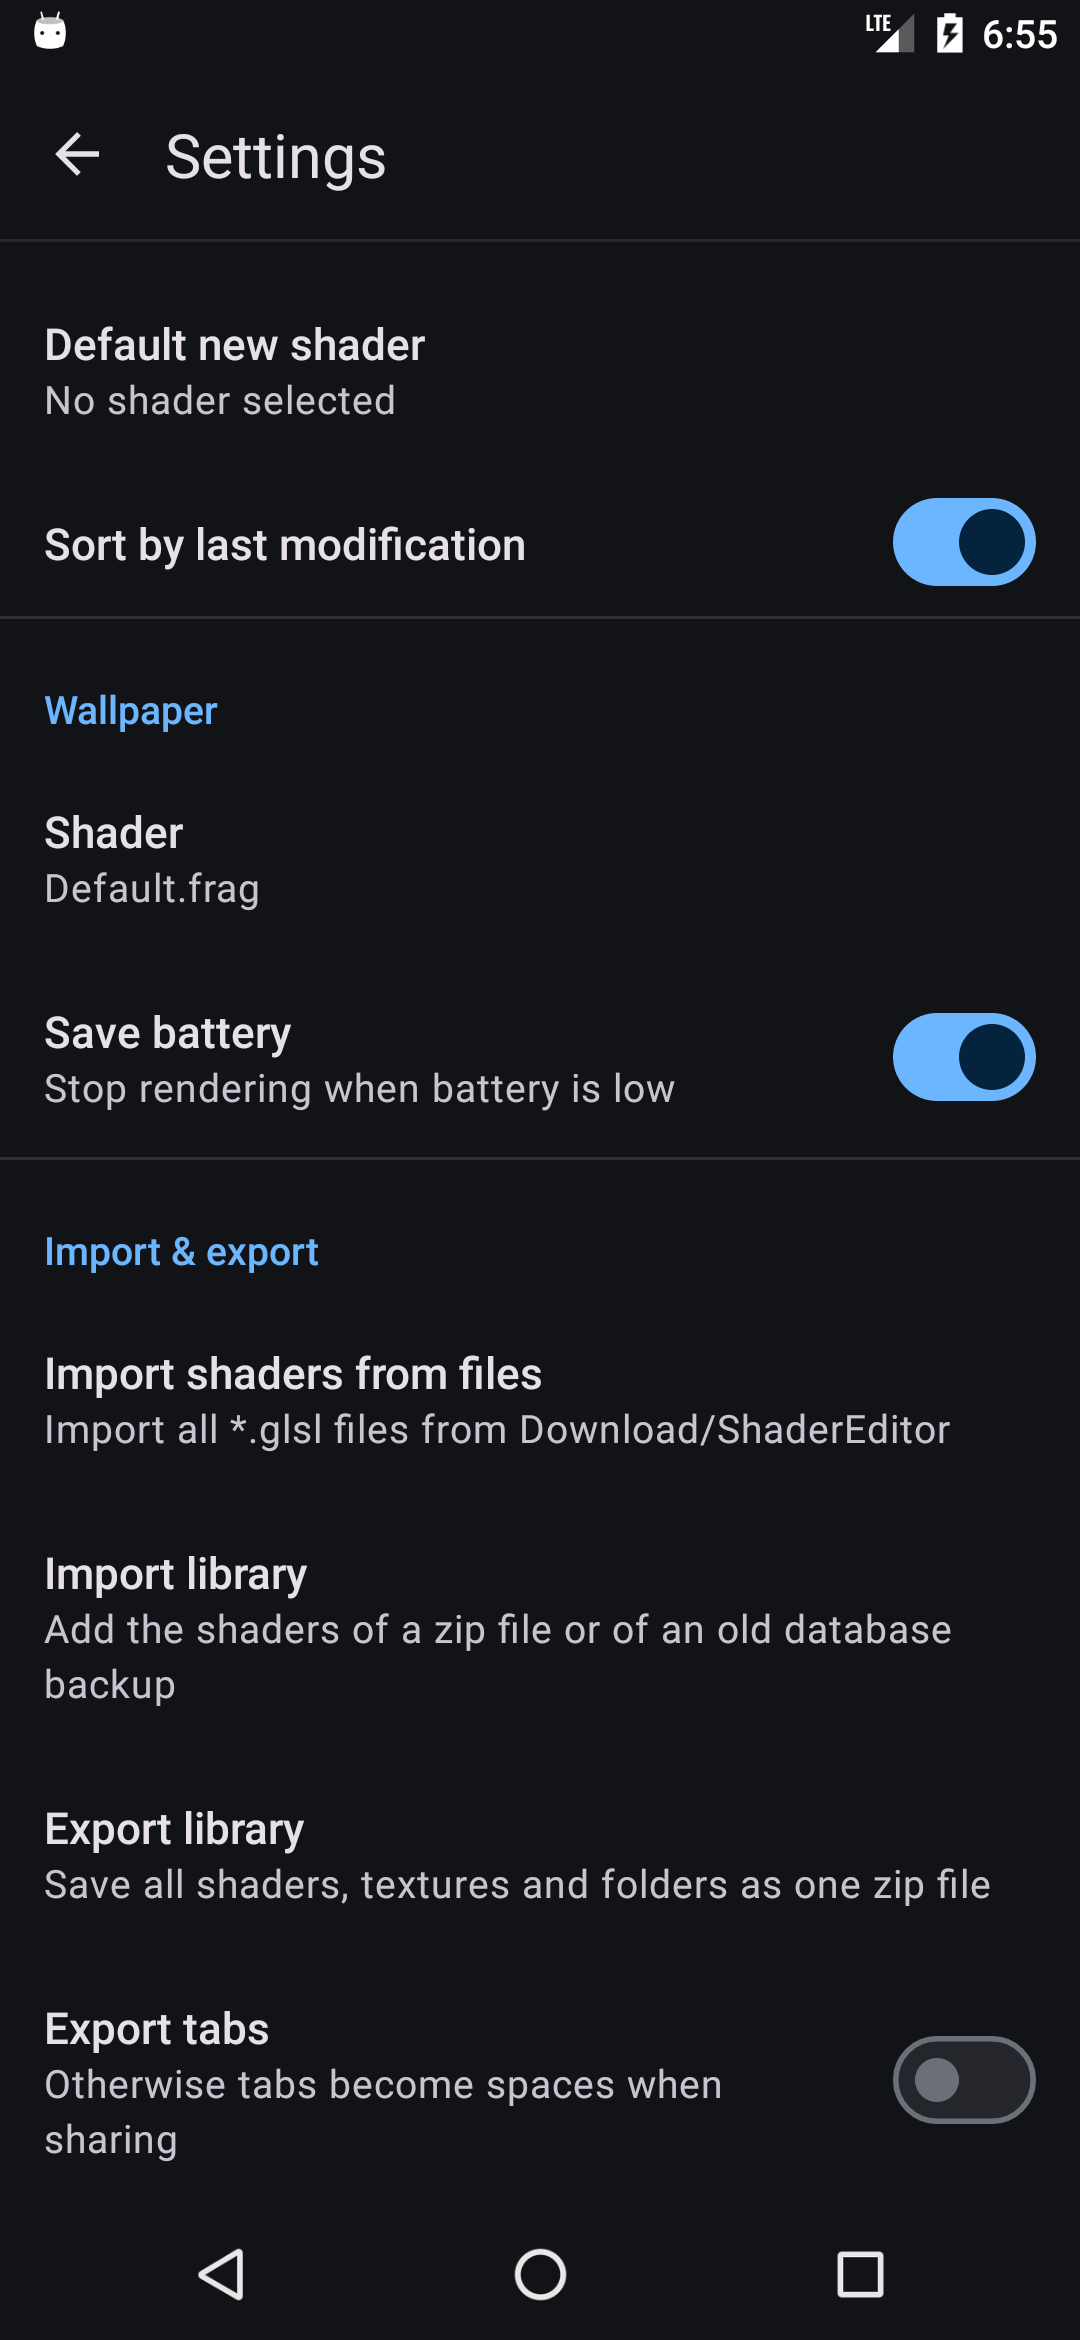 LTE 6:55
Settings
Default new shader
No shader selected
Sort by last modification
Wallpaper
Shader
Default.frag
Save battery
Stop rendering when battery is low
Import & export
Import shaders from files
Import all *.glsl files from Download/ShaderEditor
Import library
Add the shaders of a zip file or of an old database
backup
Export library
Save all shaders, textures and folders as one zip file
Export tabs
Otherwise tabs become spaces when
sharing